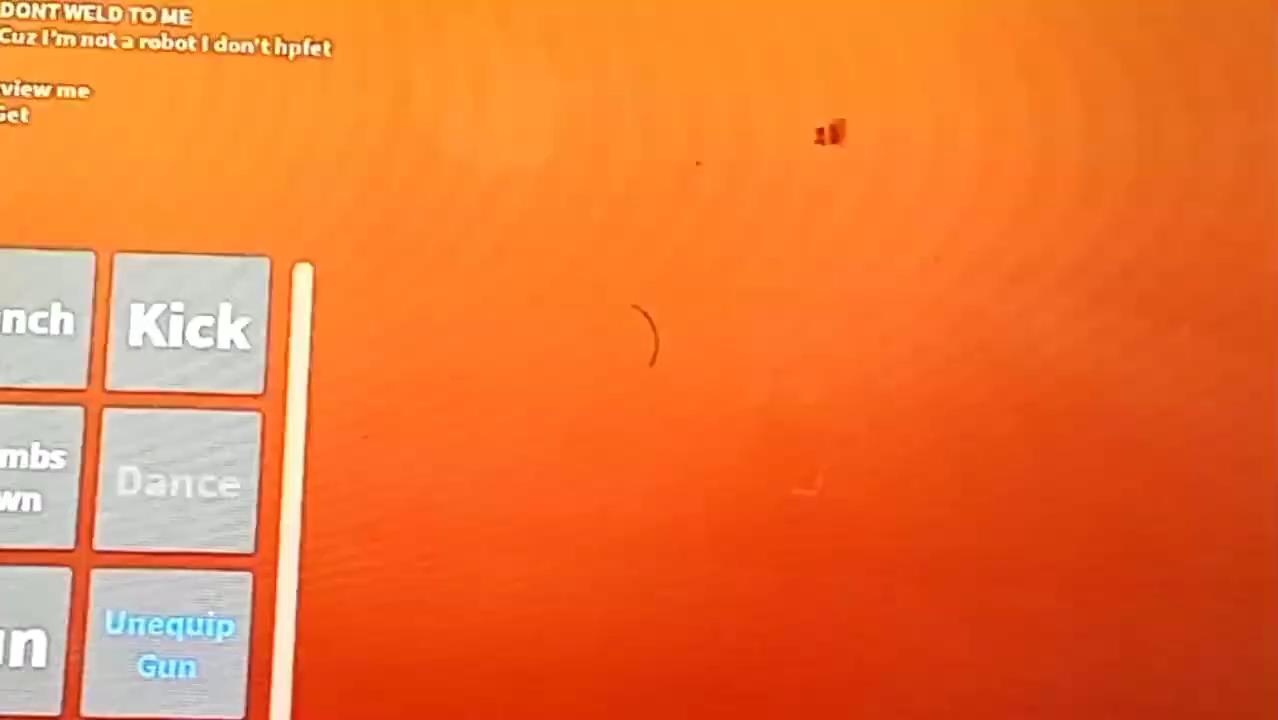 DONT WELD TO ME
Cuz I'm not a robot I don't hpfet
view me
Get
nch
Kick
mbs
wn
Dance
un
Unequip
Gun